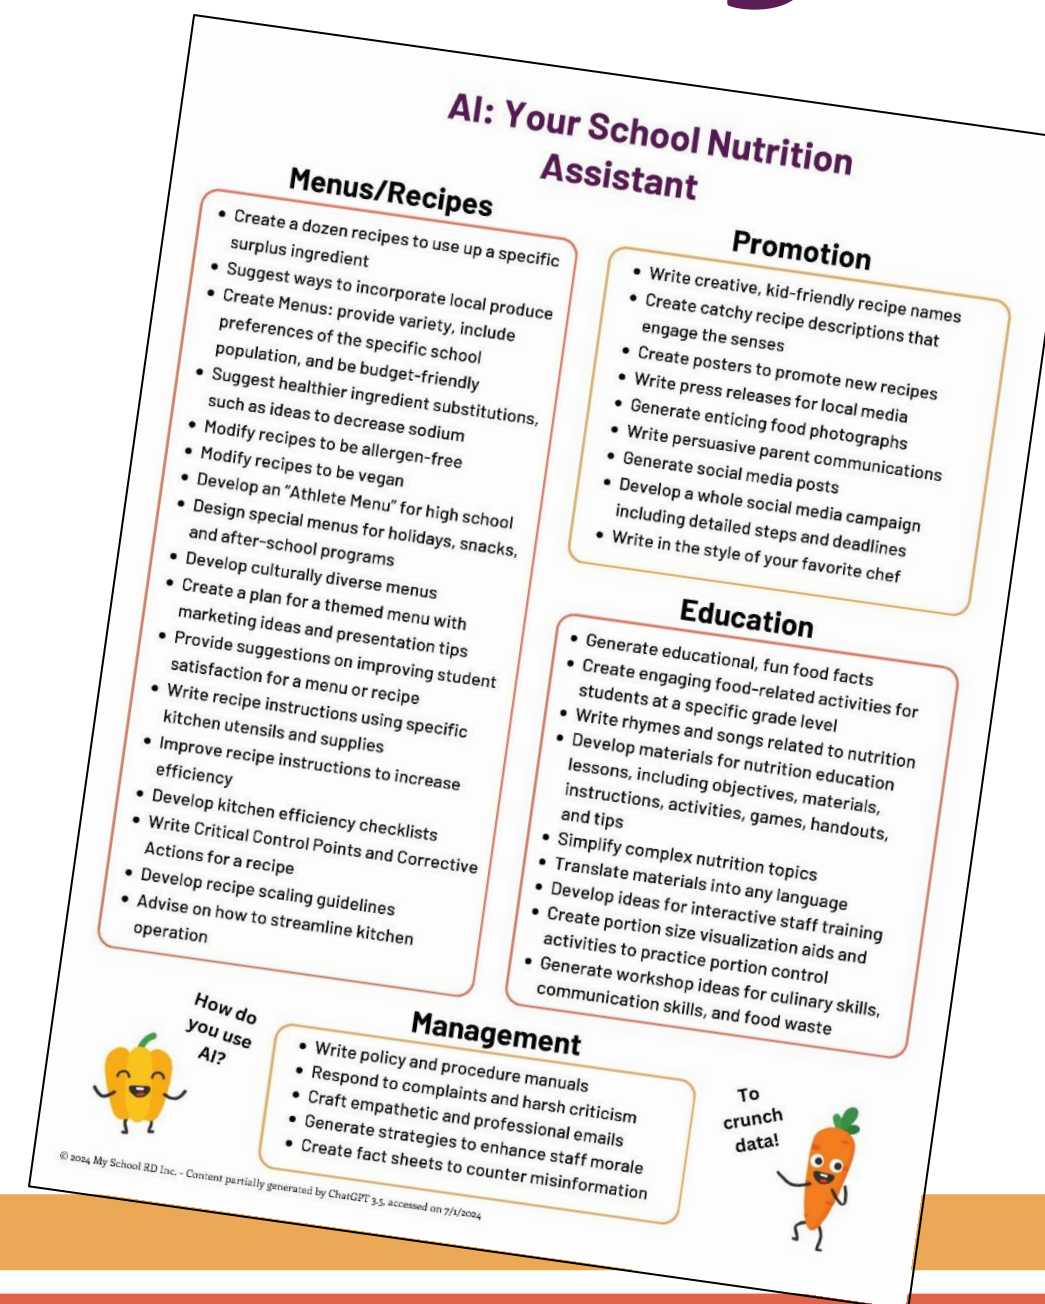 AI: Your School Nutrition
Assistant
Menus/Recipes
• Create a dozen recipes to use up a specific
surplus ingredient
• Suggest ways to incorporate local produce
• Create Menus: provide variety, include
preferences of the specific school
population, and be budget-friendly
• Suggest healthier ingredient substitutions,
such as ideas to decrease sodium
• Modify recipes to be allergen-free
• Modify recipes to be vegan
• Develop an “Athlete Menu” for high school
• Design special menus for holidays, snacks,
and after-school programs
• Develop culturally diverse menus
• Create a plan for a themed menu with
marketing ideas and presentation tips
• Provide suggestions on improving student
satisfaction for a menu or recipe
• Write recipe instructions using specific
kitchen utensils and supplies
• Improve recipe instructions to increase
efficiency
• Develop kitchen efficiency checklists
• Write Critical Control Points and Corrective
Actions for a recipe
• Develop recipe scaling guidelines
• Advise on how to streamline kitchen
operation
Promotion
• Write creative, kid-friendly recipe names
• Create catchy recipe descriptions that
engage the senses
• Create posters to promote new recipes
• Write press releases for local media
• Generate enticing food photographs
• Write persuasive parent communications
• Generate social media posts
• Develop a whole social media campaign
including detailed steps and deadlines
• Write in the style of your favorite chef
Education
• Generate educational, fun food facts
• Create engaging food-related activities for
students at a specific grade level
• Write rhymes and songs related to nutrition
• Develop materials for nutrition education
lessons, including objectives, materials,
instructions, activities, games, handouts,
and tips
• Simplify complex nutrition topics
• Translate materials into any language
• Develop ideas for interactive staff training
• Create portion size visualization aids and
activities to practice portion control
• Generate workshop ideas for culinary skills,
communication skills, and food waste
Management
• Write policy and procedure manuals
• Respond to complaints and harsh criticism
• Craft empathetic and professional emails
• Generate strategies to enhance staff morale
• Create fact sheets to counter misinformation
How do
you use
AI?
To
crunch
data!
© 2024 My School RD Inc. - Content partially generated by ChatGPT 3.5, accessed on 7/1/2024